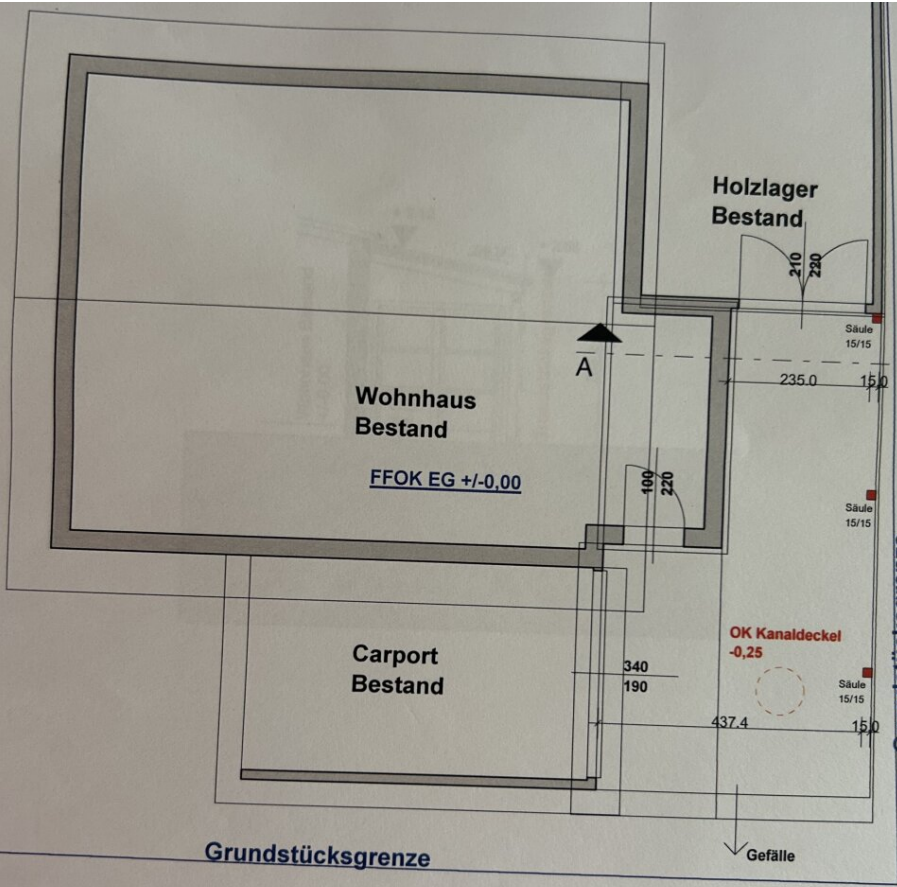 Holzlager
Bestand
210
220
Säule
15/15
A
235.0
15,0
Wohnhaus
Bestand
FFOK EG +/-0,00
100
220
Säule
15/15
OK Kanaldeckel
-0,25
Carport
Bestand
340
190
Säule
15/15
437.4
15,0
Gefälle
Grundstücksgrenze